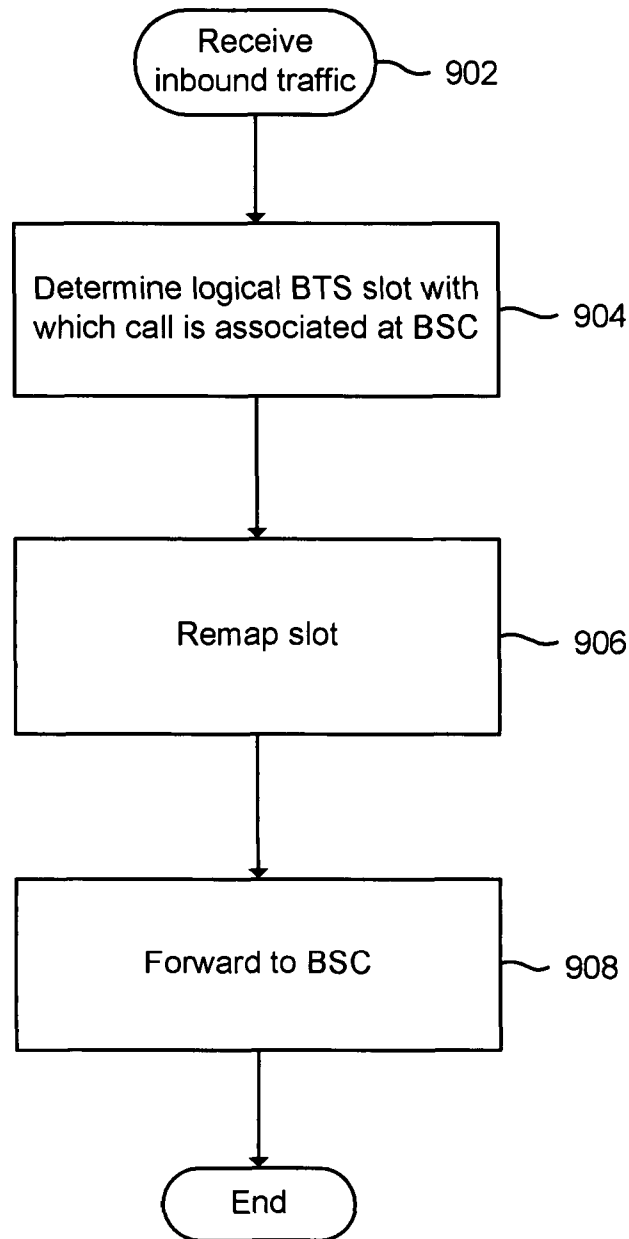 Receive
inbound traffic
902
Determine logical BTS slot with
which call is associated at BSC
904
Remap slot
906
Forward to BSC
908
End